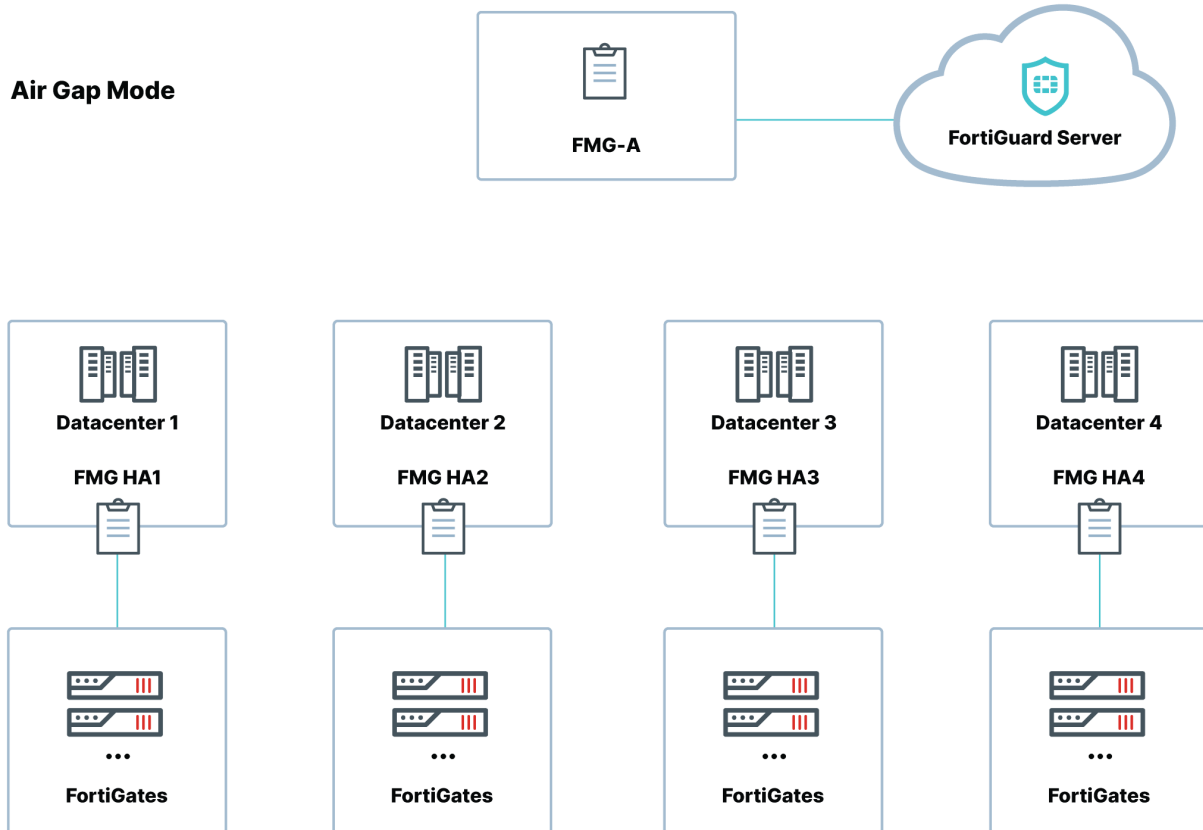 Air Gap Mode
FMG-A
FortiGuard Server
Datacenter 1
FMG HA1
Datacenter 2
FMG HA2
Datacenter 3
FMG HA3
Datacenter 4
FMG HA4
...
FortiGates
...
FortiGates
...
FortiGates
...
FortiGates